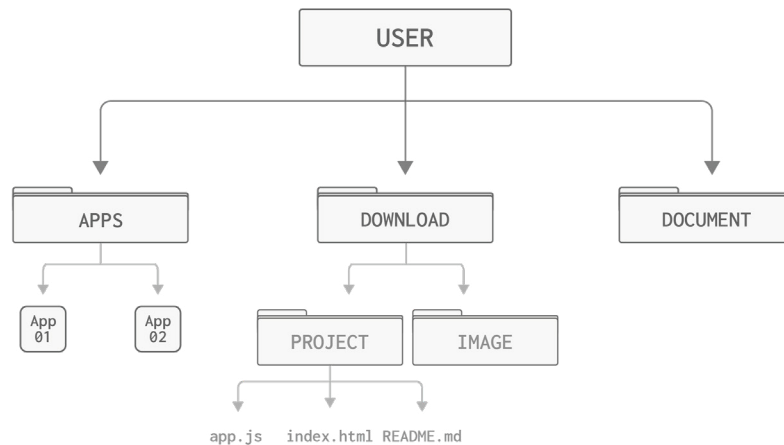 USER
APPS
DOWNLOAD
DOCUMENT
App
01
App
02
PROJECT
IMAGE
app.js
index.html
README.md